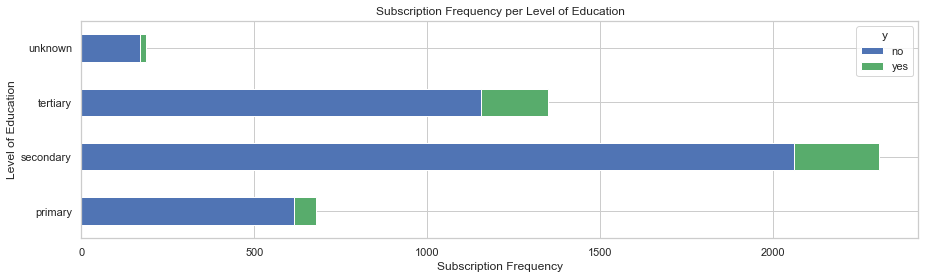 Subscription Frequency per Level of Education
y
no
yes
Level of Education
unknown
tertiary
secondary
primary
0 500 1000 1500 2000
Subscription Frequency